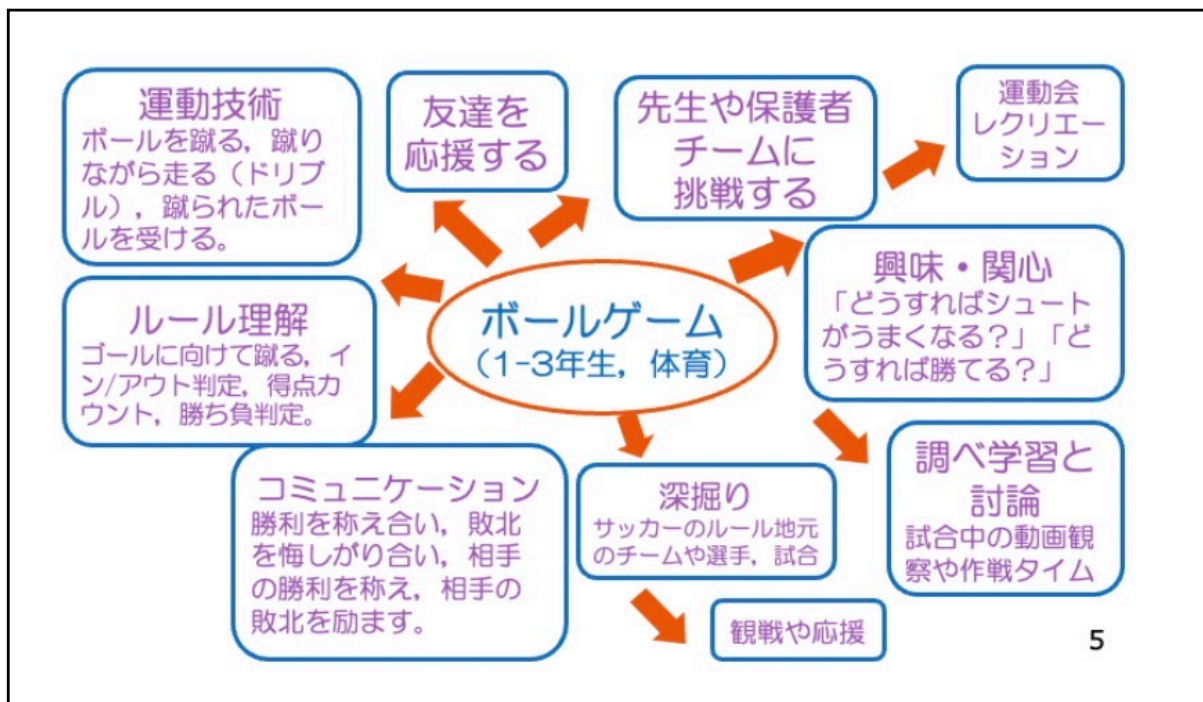 運動技術
ボールを蹴る，蹴り
ながら走る（ドリブ
ル），蹴られたボー
ルを受ける。
友達を
応援する
先生や保護者
チームに
挑戦する
運動会
レクリエー
ション
ルール理解
ゴールに向けて蹴る，イ
ン/アウト判定，得点カ
ウント，勝ち負判定。
ボールゲーム
（1-3年生，体育）
興味・関心
「どうすればシュート
がうまくなる？」「ど
うすれば勝てる？」
コミュニケーション
勝利を称え合い，敗北
を悔しがり合い，相手
の勝利を称え，相手の
敗北を励ます。
深掘り
サッカーのルール地元
のチームや選手，試合
調べ学習と
討論
試合中の動画観
察や作戦タイム
観戦や応援
5